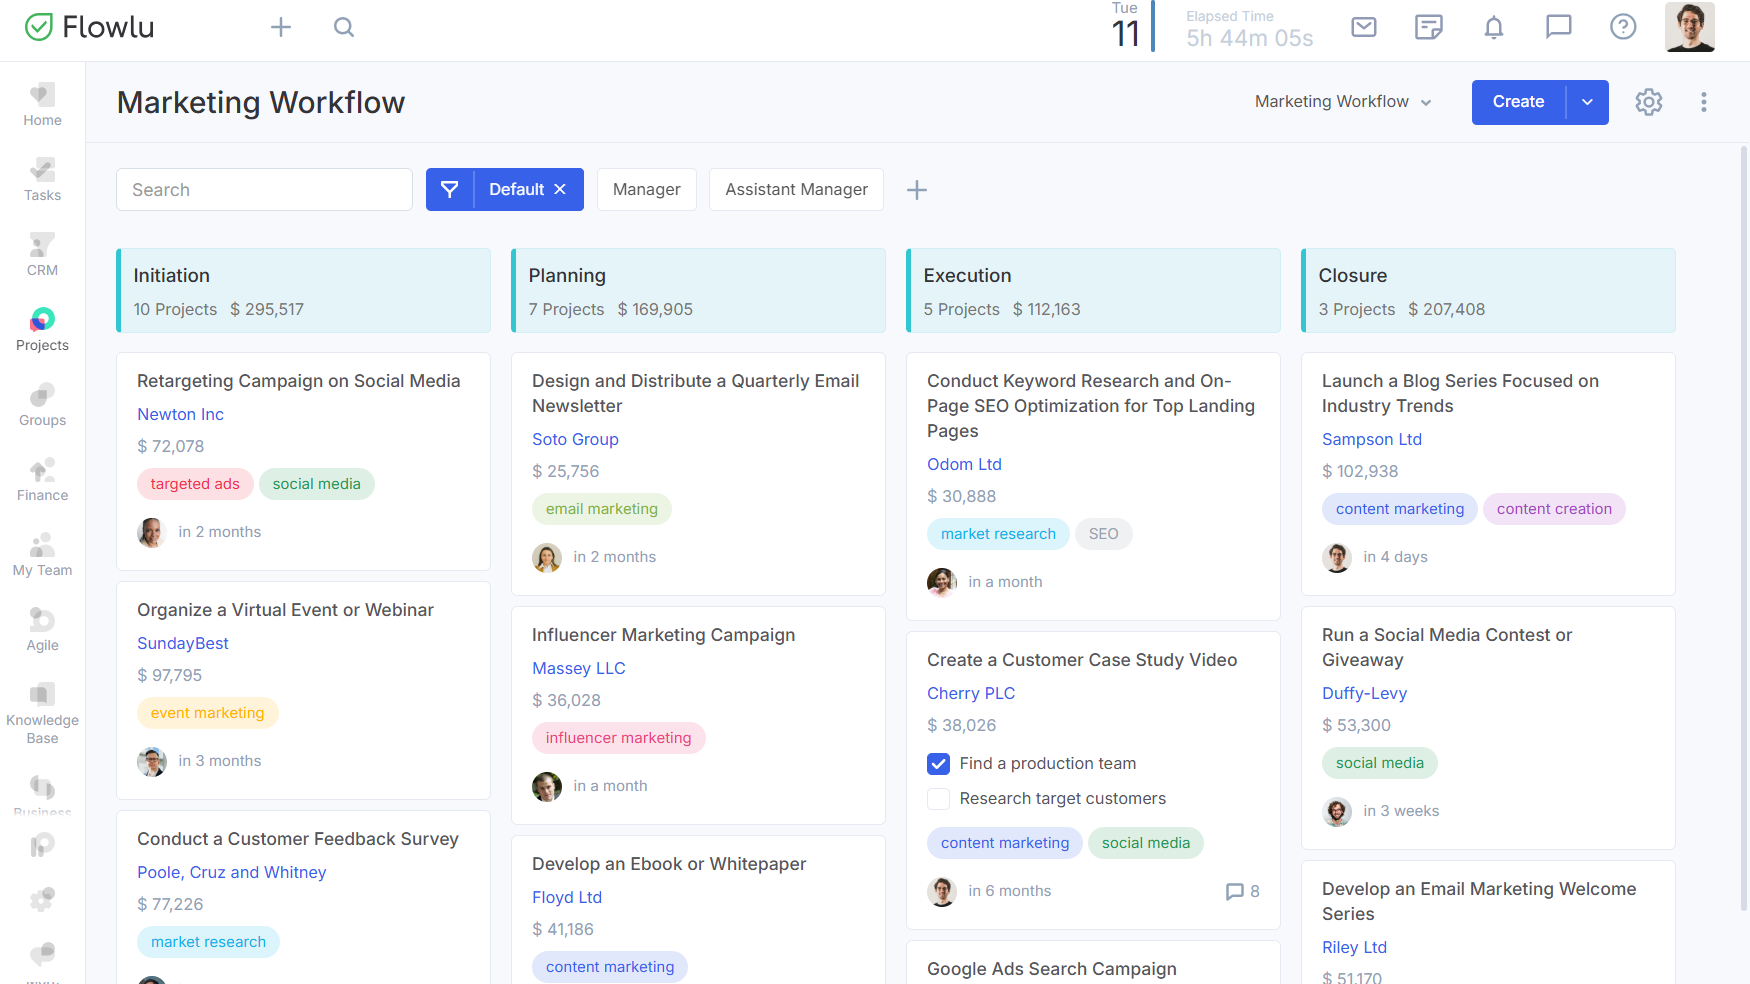 Flowlu
Tue
11
Elapsed Time
5h 44m 05s
Home
Tasks
CRM
Projects
Groups
Finance
My Team
Agile
Knowledge
Base
Business
Marketing Workflow
Marketing Workflow
Create
Search
Default
Manager
Assistant Manager
Initiation
10 Projects $ 295,517
Retargeting Campaign on Social Media
Newton Inc
$ 72,078
targeted ads social media
in 2 months
Organize a Virtual Event or Webinar
SundayBest
$ 97,795
event marketing
in 3 months
Conduct a Customer Feedback Survey
Poole, Cruz and Whitney
$ 77,226
market research
Planning
7 Projects $ 169,905
Design and Distribute a Quarterly Email
Newsletter
Soto Group
$ 25,756
email marketing
in 2 months
Influencer Marketing Campaign
Massey LLC
$ 36,028
influencer marketing
in a month
Develop an Ebook or Whitepaper
Floyd Ltd
$ 41,186
content marketing
Execution
5 Projects $ 112,163
Conduct Keyword Research and On-
Page SEO Optimization for Top Landing
Pages
Odom Ltd
$ 30,888
market research SEO
in a month
Create a Customer Case Study Video
Cherry PLC
$ 38,026
Find a production team
Research target customers
content marketing social media
in 6 months 8
Google Ads Search Campaign
Closure
3 Projects $ 207,408
Launch a Blog Series Focused on
Industry Trends
Sampson Ltd
$ 102,938
content marketing content creation
in 4 days
Run a Social Media Contest or
Giveaway
Duffy-Levy
$ 53,300
social media
in 3 weeks
Develop an Email Marketing Welcome
Series
Riley Ltd
$ 51,170